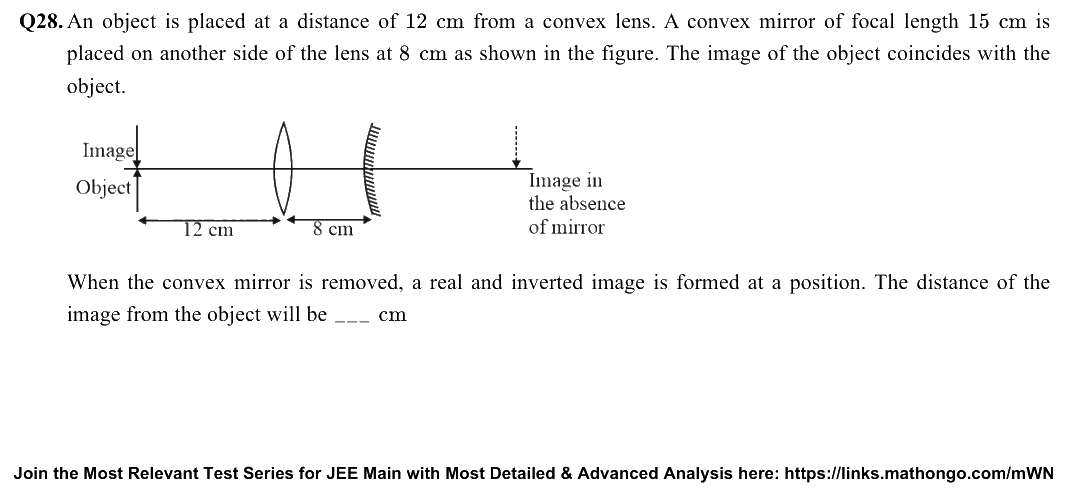 Q28. An object is placed at a distance of 12 cm from a convex lens. A convex mirror of focal length 15 cm is
placed on another side of the lens at 8 cm as shown in the figure. The image of the object coincides with the
object.
Image
Object
Image in
the absence
of mirror
12 cm
8 cm
When the convex mirror is removed, a real and inverted image is formed at a position. The distance of the
image from the object will be ___ cm
Join the Most Relevant Test Series for JEE Main with Most Detailed & Advanced Analysis here: https://links.mathongo.com/mWN